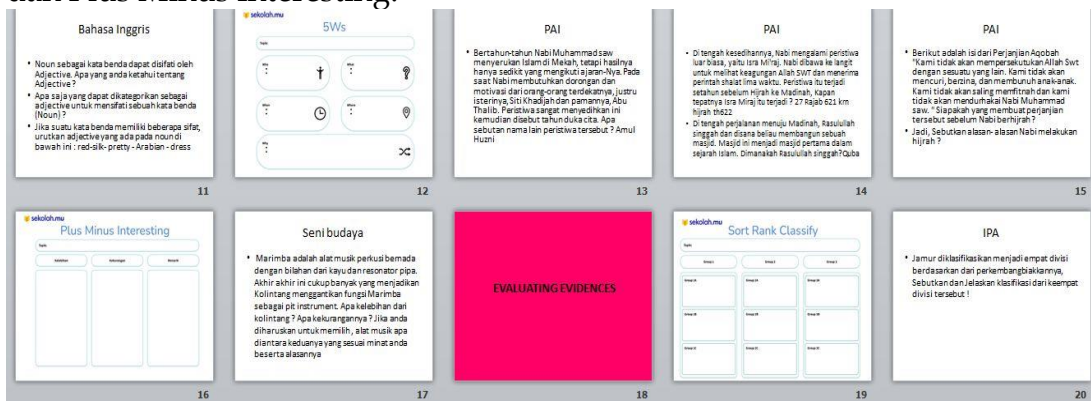 dan Plus Minus Interesting.
Bahasa Inggris
• Noun sebagai kata benda dapat disifati oleh
Adjective. Apa yang anda ketahui tentang
Adjective ?
• Apa saja yang dapat dikategorikan sebagai
adjective untuk mensifati sebuah kata benda
(Noun) ?
• Jika suatu kata benda memiliki beberapa sifat,
urutkan adjective yang ada pada noun di
bawah ini : red-silk- pretty - Arabian - dress
11
sekolah.mu
5Ws
12
PAI
• Bertahun-tahun Nabi Muhammad saw
menyerukan Islam di Mekah, tetapi hasilnya
hanya sedikit yang mengikuti ajaran-Nya. Pada
saat Nabi membutuhkan dorongan dan
motivasi dari orang-orang terdekatnya, justru
isterinya, Siti Khadijah dan pamannya, Abu
Thalib. Peristiwa sangat menyedihkan ini
kemudian disebut tahun duka cita. Apa
sebutan nama lain peristiwa tersebut ? Amul
Huzni
13
PAI
• Di tengah kesedihannya, Nabi mengalami peristiwa
luar biasa, yaitu Isra Mi'raj. Nabi dibawa ke langit
untuk melihat keagungan Allah SWT dan menerima
perintah shalat lima waktu. Peristiwa itu terjadi
setahun sebelum Hijrah ke Madinah, Kapan
tepatnya Isra Miraj itu terjadi ? 27 Rajab 621 km
hijrah th622
• Di tengah perjalanan menuju Madinah, Rasulullah
singgah dan disana beliau membangun sebuah
masjid. Masjid ini menjadi masjid pertama dalam
sejarah Islam. Dimanakah Rasulullah singgah?Quba
14
PAI
• Berikut adalah isi dari Perjanjian Aqobah
"Kami tidak akan mempersekutukan Allah Swt
dengan sesuatu yang lain. Kami tidak akan
mencuri, berzina, dan membunuh anak-anak.
Kami tidak akan saling memfitnah dan kami
tidak akan mendurhakai Nabi Muhammad
saw. " Siapakah yang membuat perjanjian
tersebut sebelum Nabi berhijrah ?
• Jadi, Sebutkan alasan- alasan Nabi melakukan
hijrah ?
15
sekolah.mu
Plus Minus Interesting
16
Seni budaya
• Marimba adalah alat musik perkusi bernada
dengan bilahan dari kayu dan resonator pipa.
Akhir akhir ini cukup banyak yang menjadikan
Kolintang menggantikan fungsi Marimba
sebagai pit instrument. Apa kelebihan dari
kolintang ? Apa kekurangannya ? Jika anda
diharuskan untuk memilih , alat musik apa
diantara keduanya yang sesuai minat anda
beserta alasannya
17
EVALUATING EVIDENCES
18
sekolah.mu
Sort Rank Classify
19
IPA
• Jamur diklasifikasikan menjadi empat divisi
berdasarkan dari perkembangbiakkannya,
Sebutkan dan Jelaskan klasifikasi dari keempat
divisi tersebut !
20